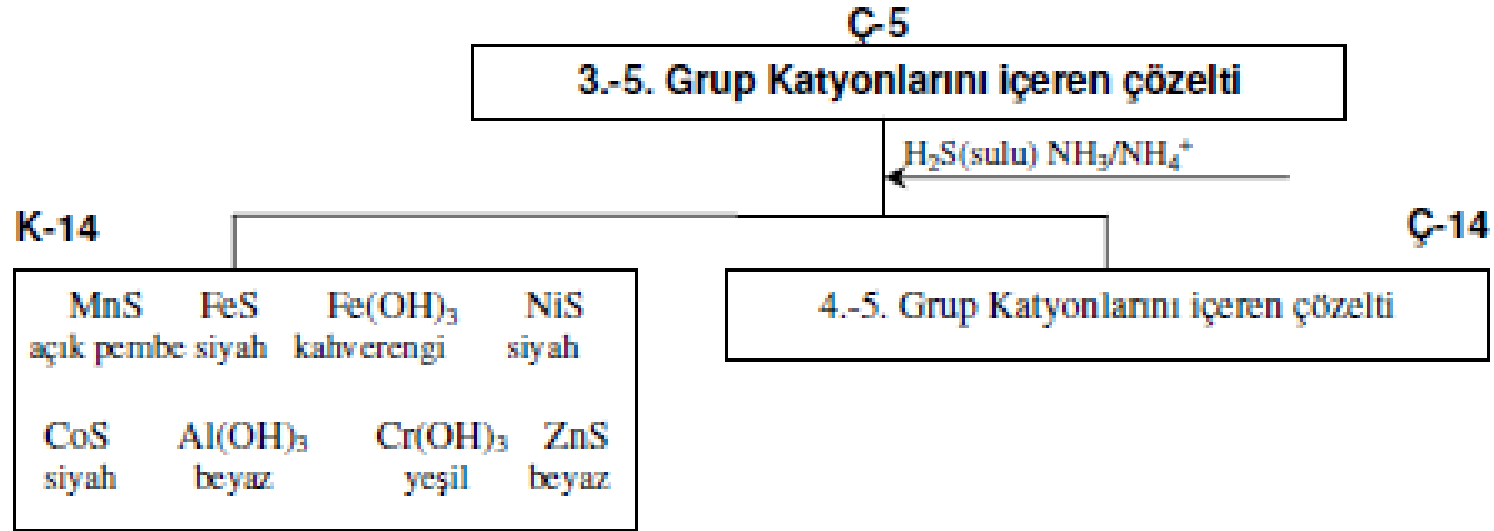 Ç-5
3.-5. Grup Katyonlarını içeren çözelti
H₂S(sulu) NH₃/NH₄⁺
K-14
Ç-14
MnS FeS Fe(OH)₃ NiS
açık pembe siyah kahverengi siyah
4.-5. Grup Katyonlarını içeren çözelti
CoS Al(OH)₃ Cr(OH)₃ ZnS
siyah beyaz yeşil beyaz